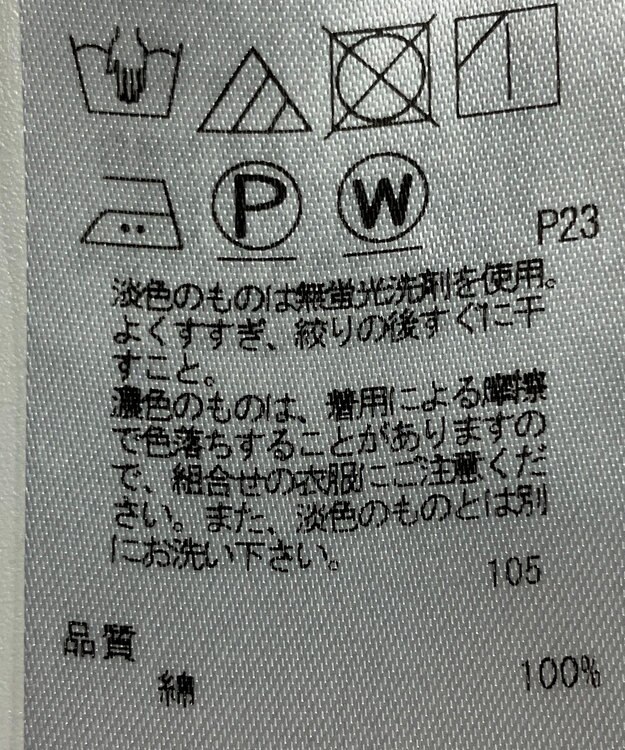 P W P23
淡色のものは無蛍光洗剤を使用。
よくすすぎ、絞りの後すぐに干
すこと。
濃色のものは、着用による摩擦
で色落ちすることがありますの
で、組合せの衣服にご注意くだ
さい。また、淡色のものとは別
にお洗い下さい。
105
品質
綿 100%